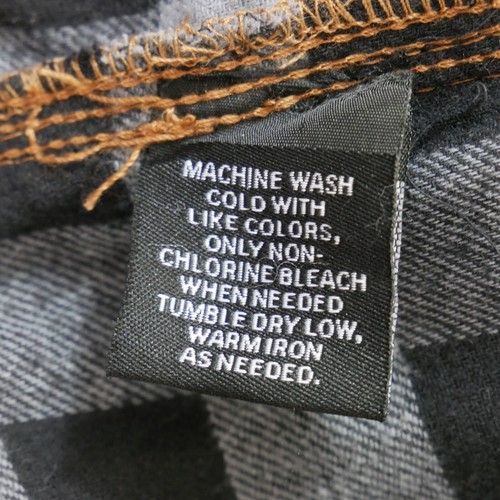 MACHINE WASH
COLD WITH
LIKE COLORS,
ONLY NON-
CHLORINE BLEACH
WHEN NEEDED
TUMBLE DRY LOW,
WARM IRON
AS NEEDED.